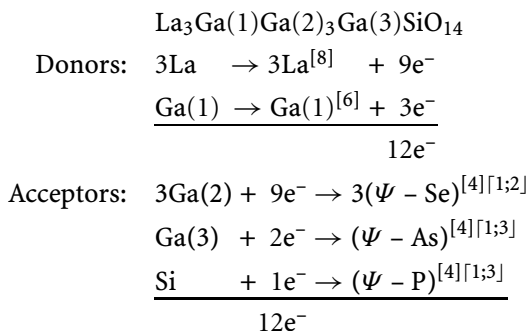 La₃Ga(1)Ga(2)₃Ga(3)SiO₁₄
Donors: 3La → 3La^[8] + 9e⁻
Ga(1) → Ga(1)^[6] + 3e⁻
12e⁻
Acceptors: 3Ga(2) + 9e⁻ → 3(Ψ – Se)^[4]⌈1;2⌋
Ga(3) + 2e⁻ → (Ψ – As)^[4]⌈1;3⌋
Si + 1e⁻ → (Ψ – P)^[4]⌈1;3⌋
12e⁻